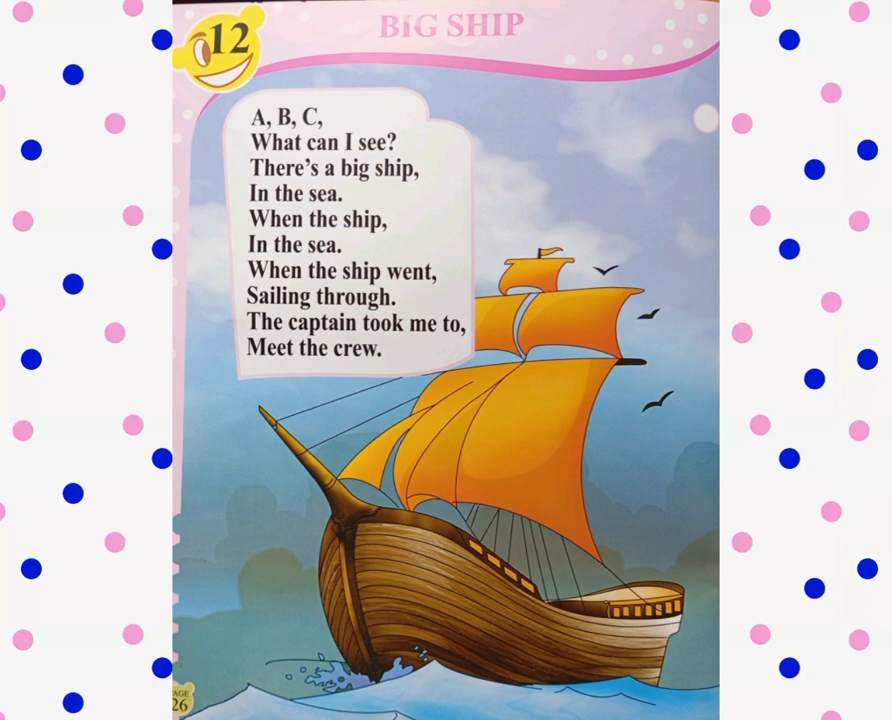 12
BIG SHIP
A, B, C,
What can I see?
There's a big ship,
In the sea.
When the ship,
In the sea.
When the ship went,
Sailing through.
The captain took me to,
Meet the crew.
26